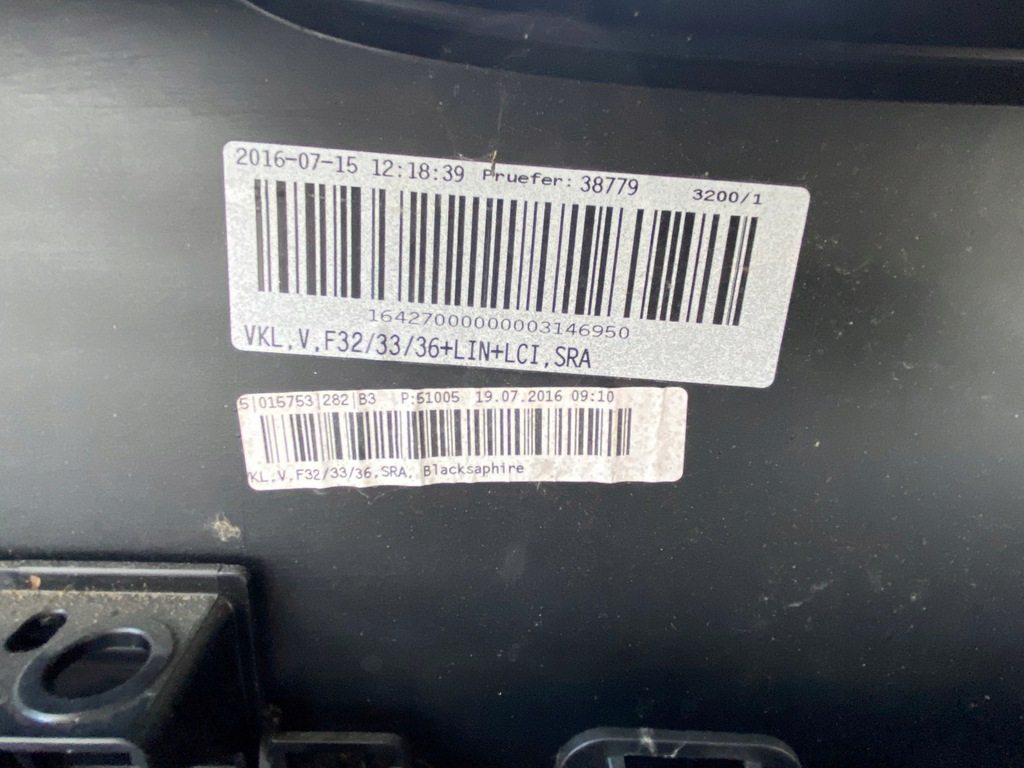 2016-07-15 12:18:39 Pruefer: 38779 3200/1
16427000000003146950
VKL,V,F32/33/36+LIN+LCI,SRA
5|015753|282|B3 P:51005 19.07.2016 09:10
KL,V,F32/33/36,SRA, Blacksaphire